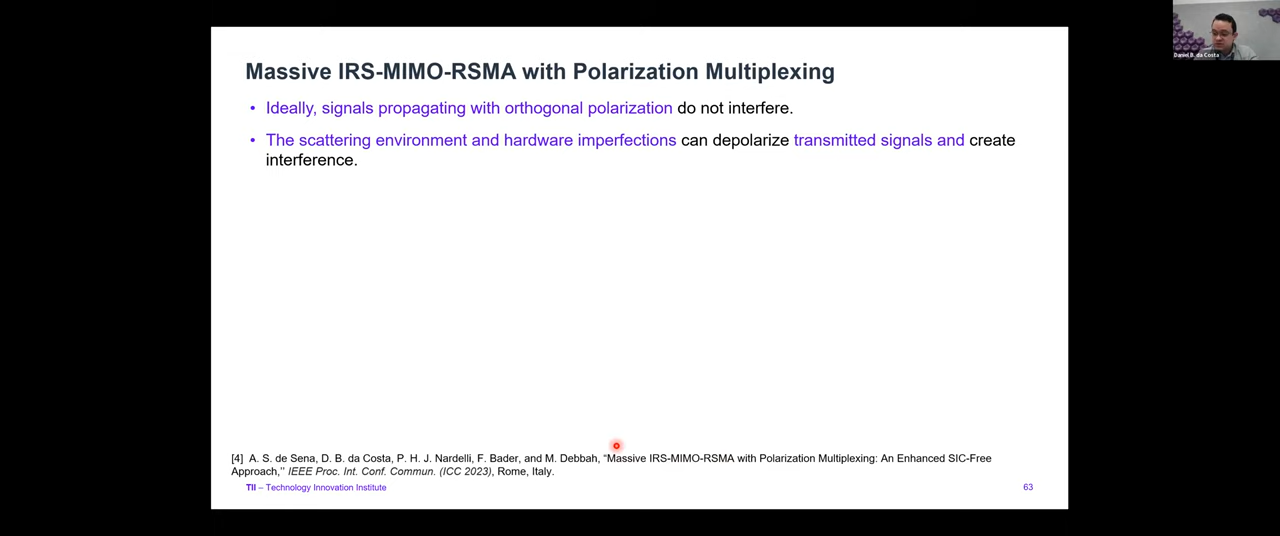 Massive IRS-MIMO-RSMA with Polarization Multiplexing
• Ideally, signals propagating with orthogonal polarization do not interfere.
• The scattering environment and hardware imperfections can depolarize transmitted signals and create
interference.
[4] A. S. de Sena, D. B. da Costa, P. H. J. Nardelli, F. Bader, and M. Debbah, “Massive IRS-MIMO-RSMA with Polarization Multiplexing: An Enhanced SIC-Free
Approach,'' IEEE Proc. Int. Conf. Commun. (ICC 2023), Rome, Italy.
TII – Technology Innovation Institute
63
Daniel B. da Costa